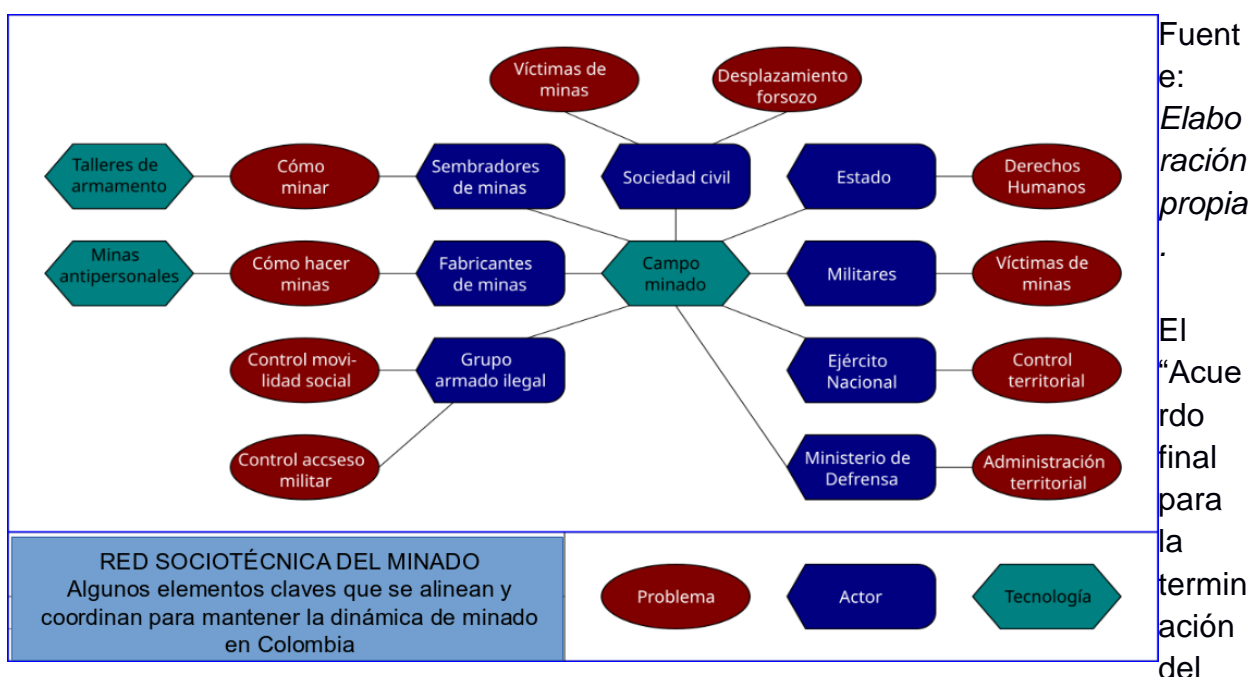 Víctimas de
minas
Desplazamiento
forsozo
Talleres de
armamento
Cómo
minar
Sembradores
de minas
Sociedad civil
Estado
Derechos
Humanos
Minas
antipersonales
Cómo hacer
minas
Fabricantes
de minas
Campo
minado
Militares
Víctimas de
minas
Control movi-
lidad social
Grupo
armado ilegal
Ejército
Nacional
Control
territorial
Control accseso
militar
Ministerio de
Defrensa
Administración
territorial
RED SOCIOTÉCNICA DEL MINADO
Algunos elementos claves que se alinean y
coordinan para mantener la dinámica de minado
en Colombia
Problema
Actor
Tecnología
Fuent
e:
Elabo
ración
propia
.
El
“Acue
rdo
final
para
la
termin
ación
del